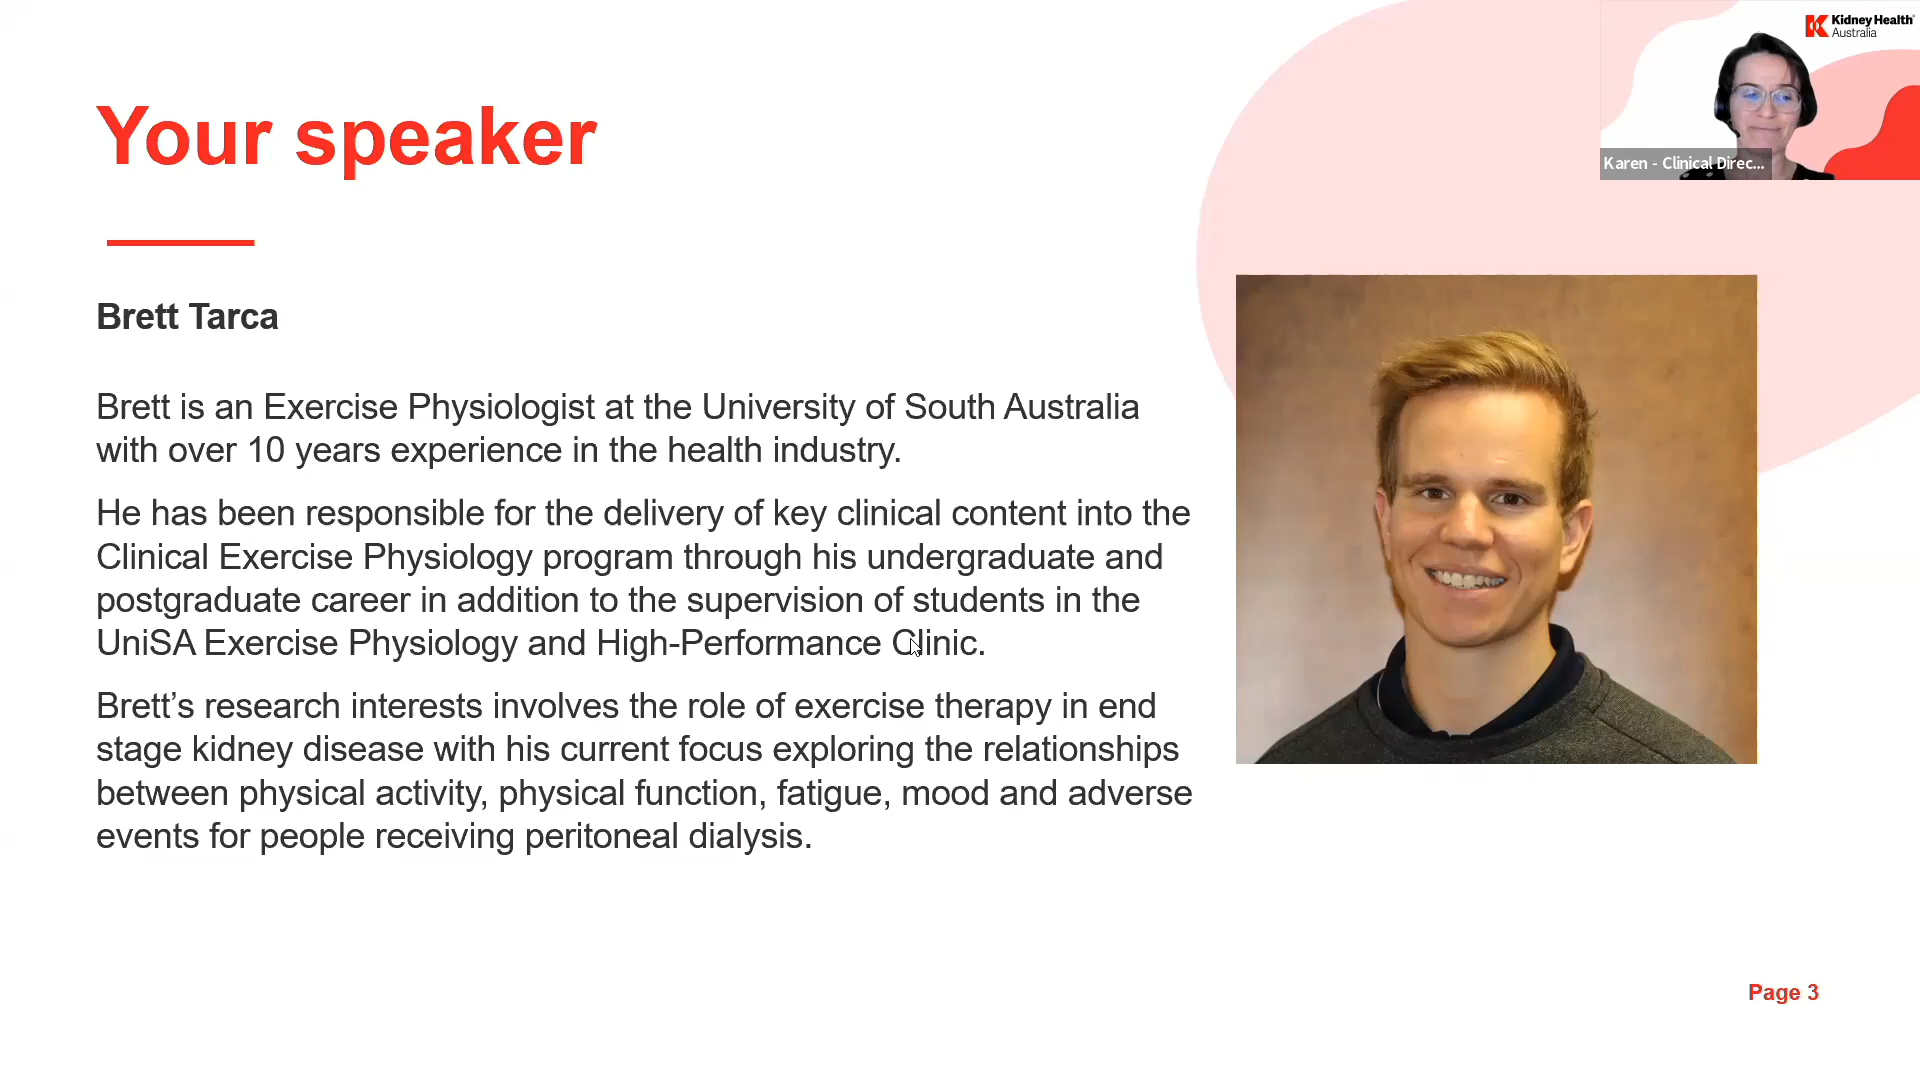 Your speaker
Kidney Health
Australia
Karen - Clinical Direc...
Brett Tarca
Brett is an Exercise Physiologist at the University of South Australia
with over 10 years experience in the health industry.
He has been responsible for the delivery of key clinical content into the
Clinical Exercise Physiology program through his undergraduate and
postgraduate career in addition to the supervision of students in the
UniSA Exercise Physiology and High-Performance Clinic.
Brett’s research interests involves the role of exercise therapy in end
stage kidney disease with his current focus exploring the relationships
between physical activity, physical function, fatigue, mood and adverse
events for people receiving peritoneal dialysis.
Page 3